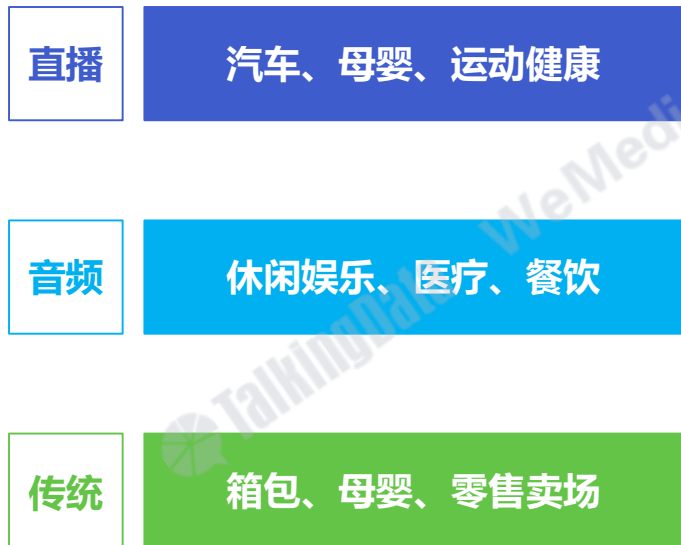 直播
汽车、母婴、运动健康
音频
休闲娱乐、医疗、餐饮
传统
箱包、母婴、零售卖场
TalkingData WeMedi